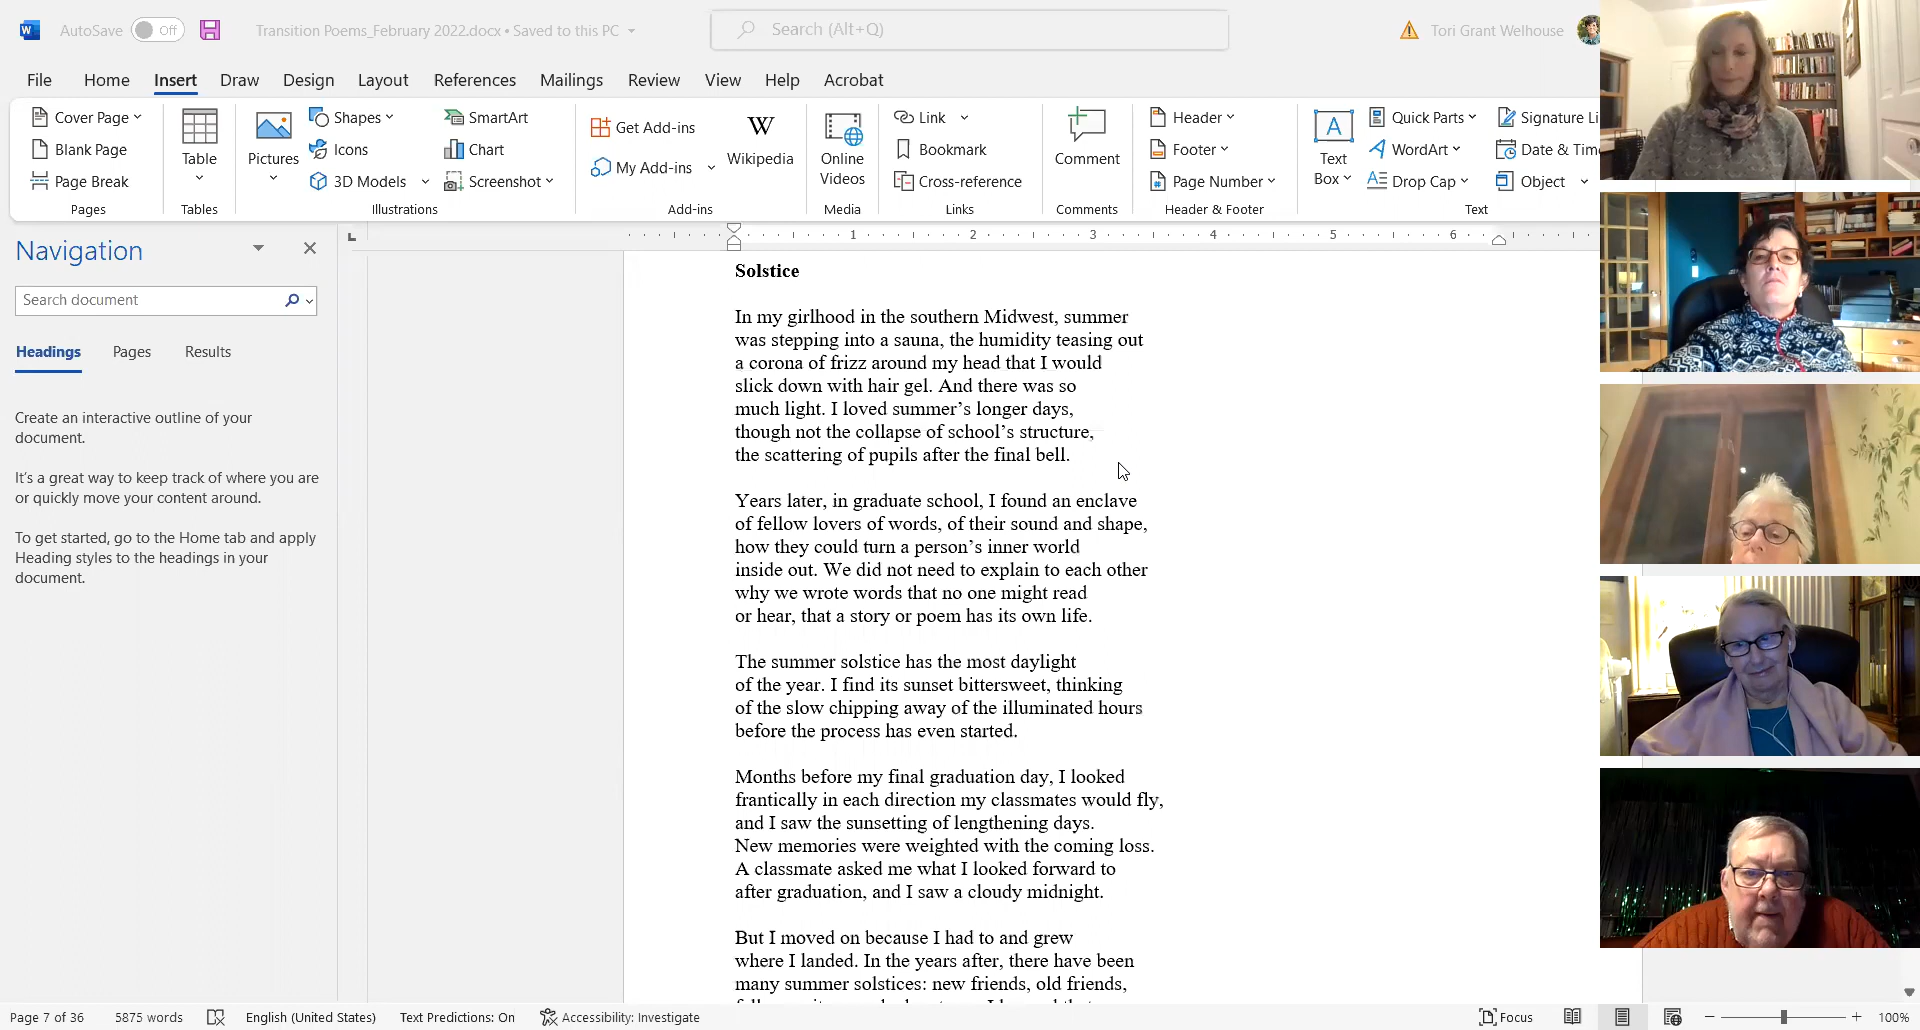 AutoSave Off
Transition Poems_February 2022.docx • Saved to this PC
Search (Alt+Q)
Tori Grant Welhouse
File Home Insert Draw Design Layout References Mailings Review View Help Acrobat
Cover Page
Blank Page
Page Break
Pages
Table
Tables
Pictures
Shapes
Icons
3D Models
SmartArt
Chart
Screenshot
Illustrations
Get Add-ins
My Add-ins
W
Wikipedia
Add-ins
Online
Videos
Media
Link
Bookmark
Cross-reference
Links
Comment
Comments
Header
Footer
Page Number
Header & Footer
A
Text
Box
Quick Parts
WordArt
Drop Cap
Signature Li
Date & Tim
Object
Text
Navigation
Search document
Headings Pages Results
Create an interactive outline of your
document.
It's a great way to keep track of where you are
or quickly move your content around.
To get started, go to the Home tab and apply
Heading styles to the headings in your
document.
1 2 3 4 5 6
Solstice
In my girlhood in the southern Midwest, summer
was stepping into a sauna, the humidity teasing out
a corona of frizz around my head that I would
slick down with hair gel. And there was so
much light. I loved summer's longer days,
though not the collapse of school's structure,
the scattering of pupils after the final bell.
Years later, in graduate school, I found an enclave
of fellow lovers of words, of their sound and shape,
how they could turn a person's inner world
inside out. We did not need to explain to each other
why we wrote words that no one might read
or hear, that a story or poem has its own life.
The summer solstice has the most daylight
of the year. I find its sunset bittersweet, thinking
of the slow chipping away of the illuminated hours
before the process has even started.
Months before my final graduation day, I looked
frantically in each direction my classmates would fly,
and I saw the sunsetting of lengthening days.
New memories were weighted with the coming loss.
A classmate asked me what I looked forward to
after graduation, and I saw a cloudy midnight.
But I moved on because I had to and grew
where I landed. In the years after, there have been
many summer solstices: new friends, old friends,
Page 7 of 36 5875 words English (United States) Text Predictions: On Accessibility: Investigate Focus 100%